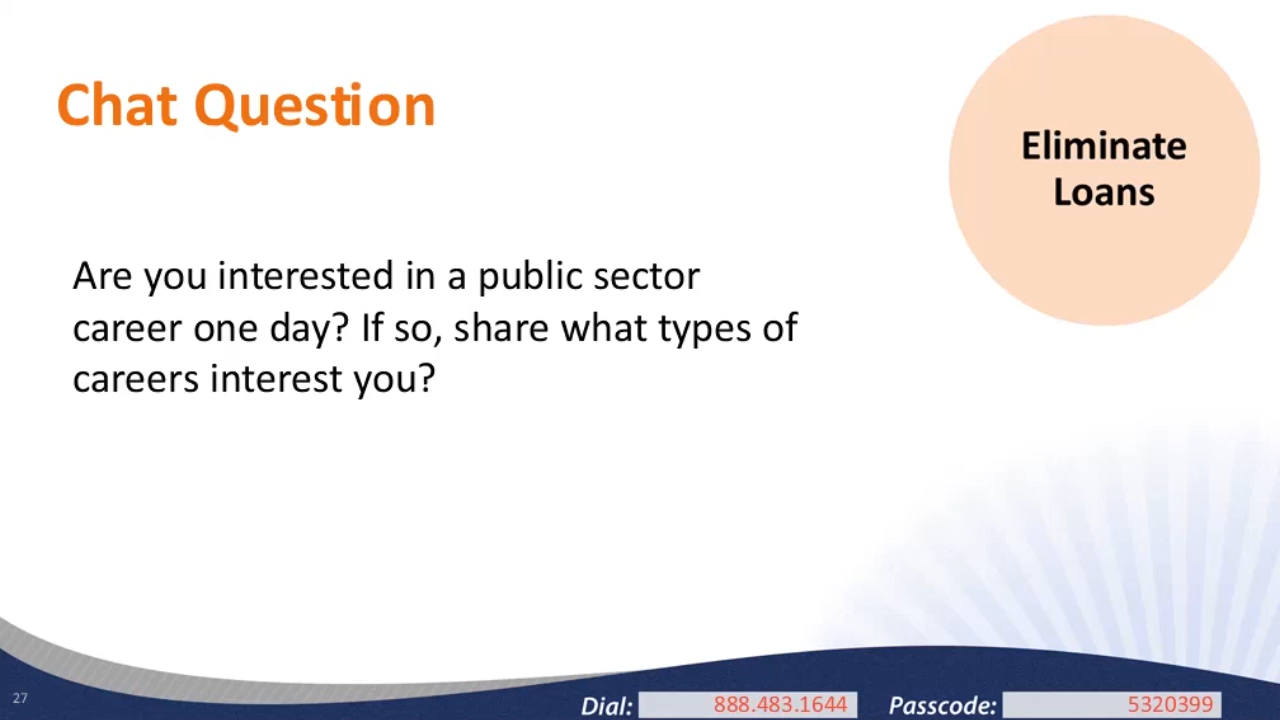 Chat Question
Eliminate
Loans
Are you interested in a public sector
career one day? If so, share what types of
careers interest you?
27
Dial: 888.483.1644 Passcode: 5320399